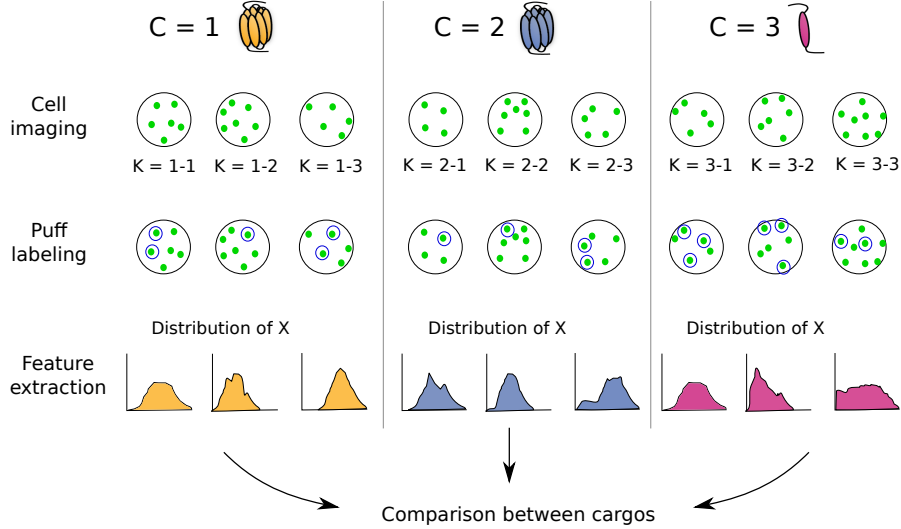 C = 1
C = 2
C = 3
Cell
imaging
K = 1-1
K = 1-2
K = 1-3
K = 2-1
K = 2-2
K = 2-3
K = 3-1
K = 3-2
K = 3-3
Puff
labeling
Distribution of X
Distribution of X
Distribution of X
Feature
extraction
Comparison between cargos